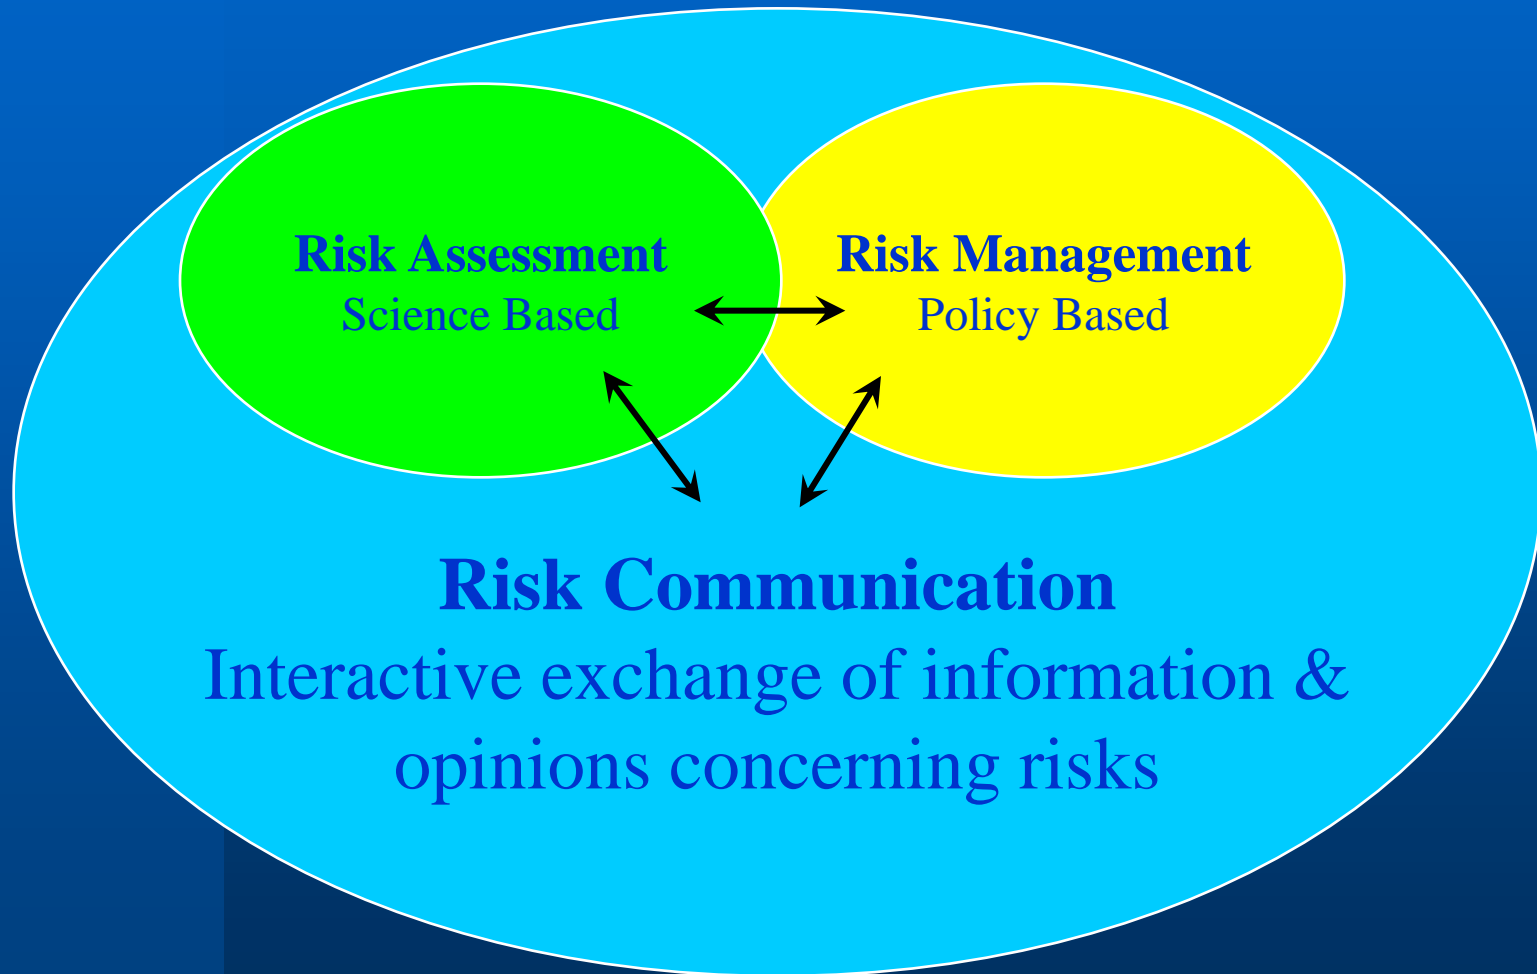 Risk Assessment
Science Based
Risk Management
Policy Based
Risk Communication
Interactive exchange of information &
opinions concerning risks